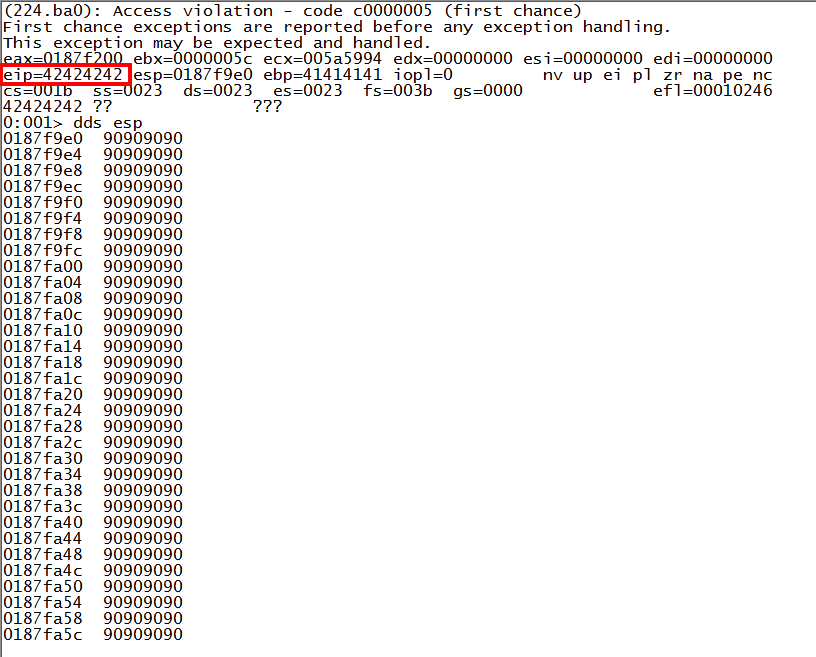 (224.ba0): Access violation - code c0000005 (first chance)
First chance exceptions are reported before any exception handling.
This exception may be expected and handled.
eax=0187f200 ebx=0000005c ecx=005a5994 edx=00000000 esi=00000000 edi=00000000
eip=42424242 esp=0187f9e0 ebp=41414141 iopl=0         nv up ei pl zr na pe nc
cs=001b  ss=0023  ds=0023  es=0023  fs=003b  gs=0000             efl=00010246
42424242 ??              ???
0:001> dds esp
0187f9e0  90909090
0187f9e4  90909090
0187f9e8  90909090
0187f9ec  90909090
0187f9f0  90909090
0187f9f4  90909090
0187f9f8  90909090
0187f9fc  90909090
0187fa00  90909090
0187fa04  90909090
0187fa08  90909090
0187fa0c  90909090
0187fa10  90909090
0187fa14  90909090
0187fa18  90909090
0187fa1c  90909090
0187fa20  90909090
0187fa24  90909090
0187fa28  90909090
0187fa2c  90909090
0187fa30  90909090
0187fa34  90909090
0187fa38  90909090
0187fa3c  90909090
0187fa40  90909090
0187fa44  90909090
0187fa48  90909090
0187fa4c  90909090
0187fa50  90909090
0187fa54  90909090
0187fa58  90909090
0187fa5c  90909090